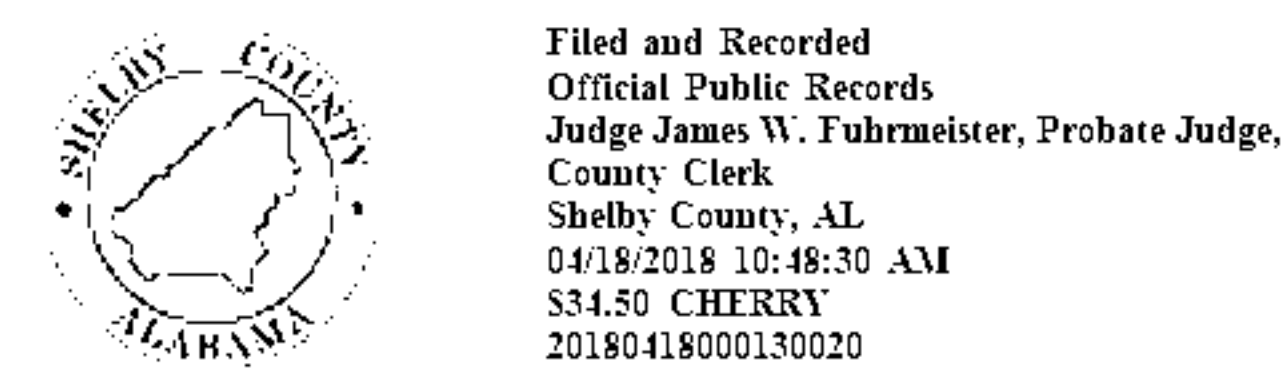 SHELBY COUNTY
ALABAMA
Filed and Recorded
Official Public Records
Judge James W. Fuhrmeister, Probate Judge,
County Clerk
Shelby County, AL
04/18/2018 10:48:30 AM
S34.50 CHERRY
20180418000130020